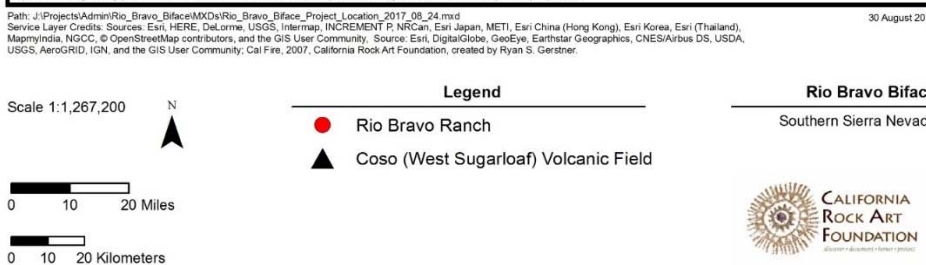 Path: J:\Projects\Admin\Rio_Bravo_Biface\MXDs\Rio_Bravo_Biface_Project_Location_2017_08_24.mxd
30 August 20
Service Layer Credits: Sources: Esri, HERE, DeLorme, USGS, Intermap, INCREMENT P, NRCan, Esri Japan, METI, Esri China (Hong Kong), Esri Korea, Esri (Thailand),
MapmyIndia, NGCC, © OpenStreetMap contributors, and the GIS User Community, Source: Esri, DigitalGlobe, GeoEye, Earthstar Geographics, CNES/Airbus DS, USDA,
USGS, AeroGRID, IGN, and the GIS User Community; Cal Fire, 2007, California Rock Art Foundation, created by Ryan S. Gerstner.
Scale 1:1,267,200
N
0 10 20 Miles
0 10 20 Kilometers
Legend
Rio Bravo Ranch
Coso (West Sugarloaf) Volcanic Field
Rio Bravo Bifac
Southern Sierra Nevad
CALIFORNIA
ROCK ART
FOUNDATION
discover • document • honor • protect